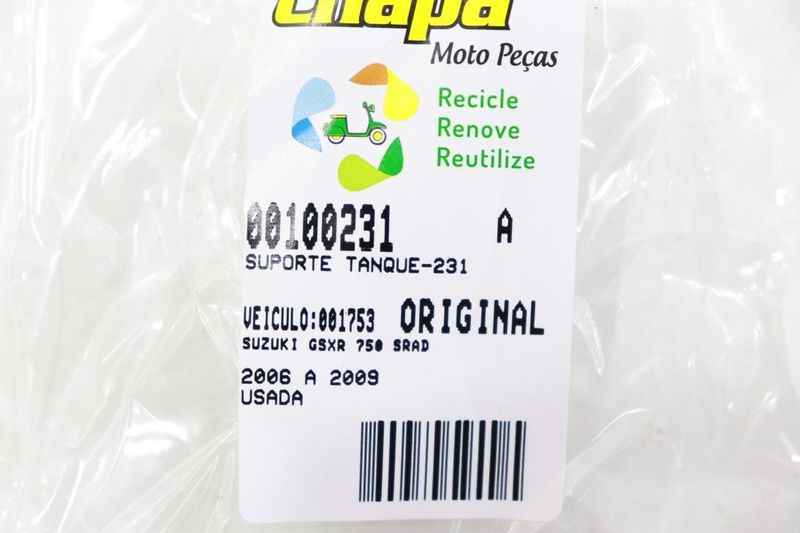 chapa
Moto Peças
Recicle
Renove
Reutilize
00100231 A
SUPORTE TANQUE-231
VEICULO:001753 ORIGINAL
SUZUKI GSXR 750 SRAD
2006 A 2009
USADA